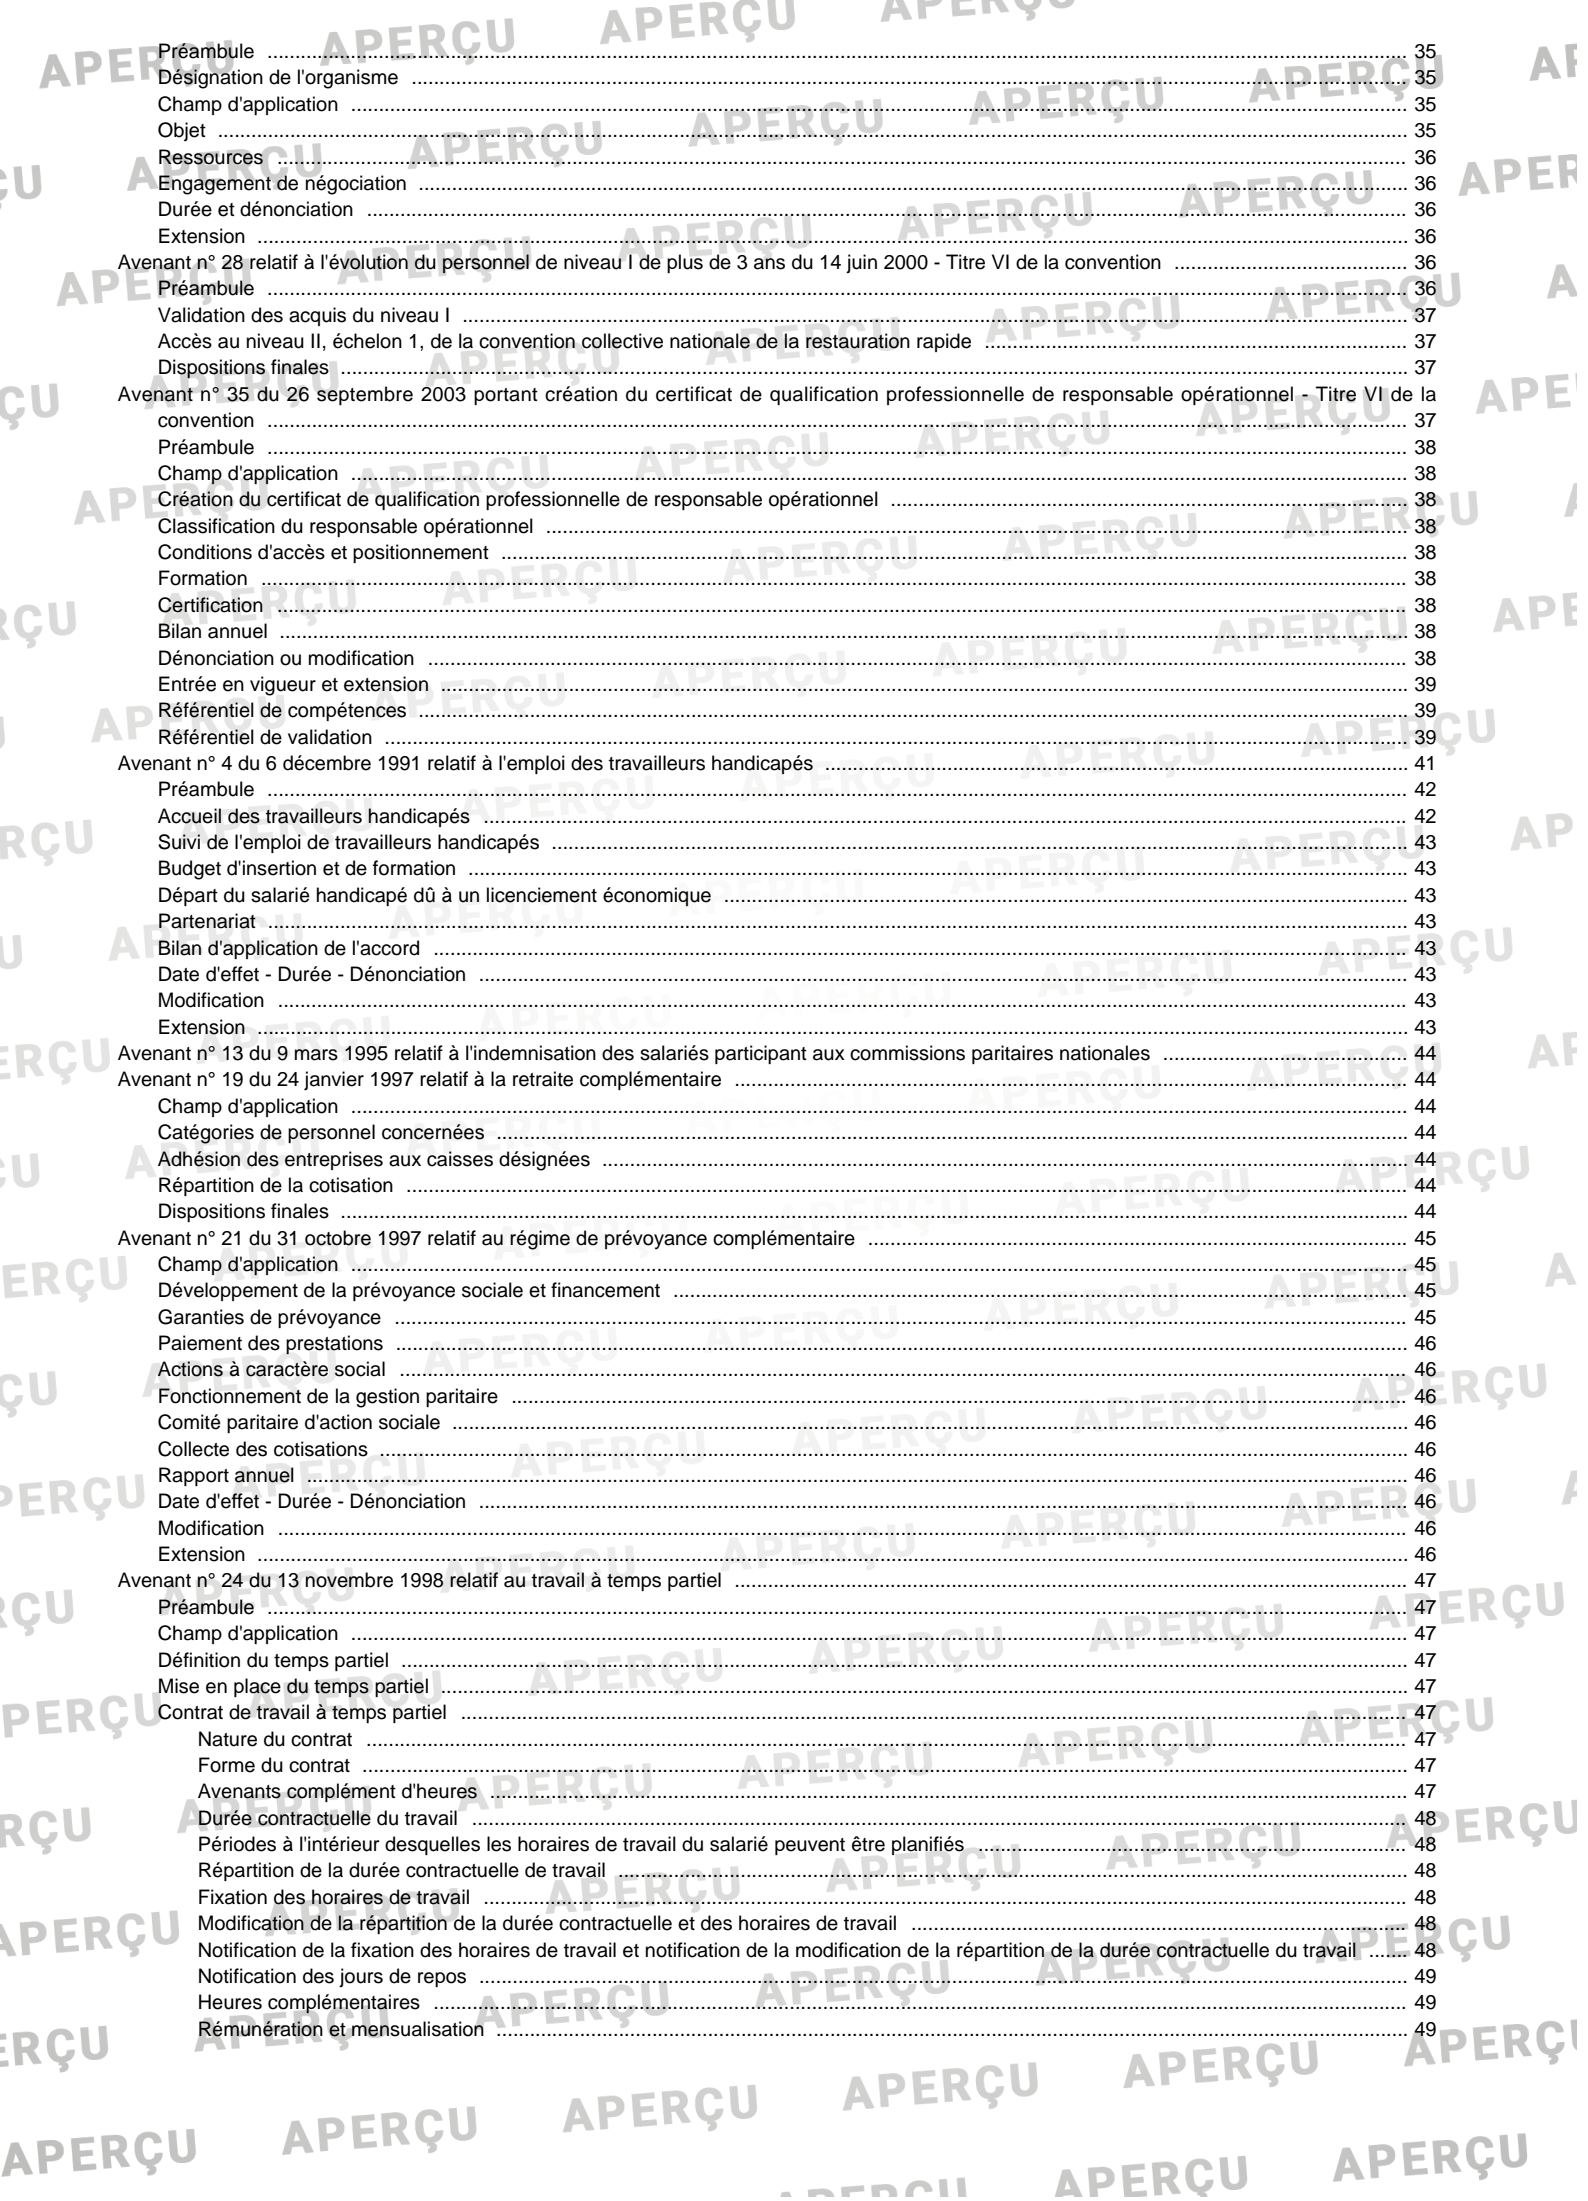 Préambule ........ 35
Désignation de l'organisme ........ 35
Champ d'application ........ 35
Objet ........ 35
Ressources ........ 36
Engagement de négociation ........ 36
Durée et dénonciation ........ 36
Extension ........ 36
Avenant n° 28 relatif à l'évolution du personnel de niveau I de plus de 3 ans du 14 juin 2000 - Titre VI de la convention ........ 36
Préambule ........ 36
Validation des acquis du niveau I ........ 37
Accès au niveau II, échelon 1, de la convention collective nationale de la restauration rapide ........ 37
Dispositions finales ........ 37
Avenant n° 35 du 26 septembre 2003 portant création du certificat de qualification professionnelle de responsable opérationnel - Titre VI de la
convention ........ 37
Préambule ........ 38
Champ d'application ........ 38
Création du certificat de qualification professionnelle de responsable opérationnel ........ 38
Classification du responsable opérationnel ........ 38
Conditions d'accès et positionnement ........ 38
Formation ........ 38
Certification ........ 38
Bilan annuel ........ 38
Dénonciation ou modification ........ 38
Entrée en vigueur et extension ........ 39
Référentiel de compétences ........ 39
Référentiel de validation ........ 39
Avenant n° 4 du 6 décembre 1991 relatif à l'emploi des travailleurs handicapés ........ 41
Préambule ........ 42
Accueil des travailleurs handicapés ........ 42
Suivi de l'emploi de travailleurs handicapés ........ 43
Budget d'insertion et de formation ........ 43
Départ du salarié handicapé dû à un licenciement économique ........ 43
Partenariat ........ 43
Bilan d'application de l'accord ........ 43
Date d'effet - Durée - Dénonciation ........ 43
Modification ........ 43
Extension ........ 43
Avenant n° 13 du 9 mars 1995 relatif à l'indemnisation des salariés participant aux commissions paritaires nationales ........ 44
Avenant n° 19 du 24 janvier 1997 relatif à la retraite complémentaire ........ 44
Champ d'application ........ 44
Catégories de personnel concernées ........ 44
Adhésion des entreprises aux caisses désignées ........ 44
Répartition de la cotisation ........ 44
Dispositions finales ........ 44
Avenant n° 21 du 31 octobre 1997 relatif au régime de prévoyance complémentaire ........ 45
Champ d'application ........ 45
Développement de la prévoyance sociale et financement ........ 45
Garanties de prévoyance ........ 45
Paiement des prestations ........ 46
Actions à caractère social ........ 46
Fonctionnement de la gestion paritaire ........ 46
Comité paritaire d'action sociale ........ 46
Collecte des cotisations ........ 46
Rapport annuel ........ 46
Date d'effet - Durée - Dénonciation ........ 46
Modification ........ 46
Extension ........ 46
Avenant n° 24 du 13 novembre 1998 relatif au travail à temps partiel ........ 47
Préambule ........ 47
Champ d'application ........ 47
Définition du temps partiel ........ 47
Mise en place du temps partiel ........ 47
Contrat de travail à temps partiel ........ 47
Nature du contrat ........ 47
Forme du contrat ........ 47
Avenants complément d'heures ........ 47
Durée contractuelle du travail ........ 48
Périodes à l'intérieur desquelles les horaires de travail du salarié peuvent être planifiés ........ 48
Répartition de la durée contractuelle de travail ........ 48
Fixation des horaires de travail ........ 48
Modification de la répartition de la durée contractuelle et des horaires de travail ........ 48
Notification de la fixation des horaires de travail et notification de la modification de la répartition de la durée contractuelle du travail ....... 48
Notification des jours de repos ........ 49
Heures complémentaires ........ 49
Rémunération et mensualisation ........ 49
APERÇU